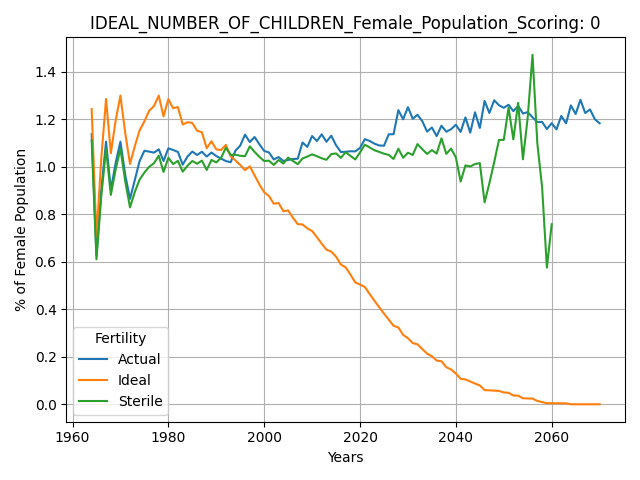 IDEAL_NUMBER_OF_CHILDREN_Female_Population_Scoring: 0
% of Female Population
1.4
1.2
1.0
0.8
0.6
0.4
0.2
0.0
Fertility
Actual
Ideal
Sterile
1960 1980 2000 2020 2040 2060
Years